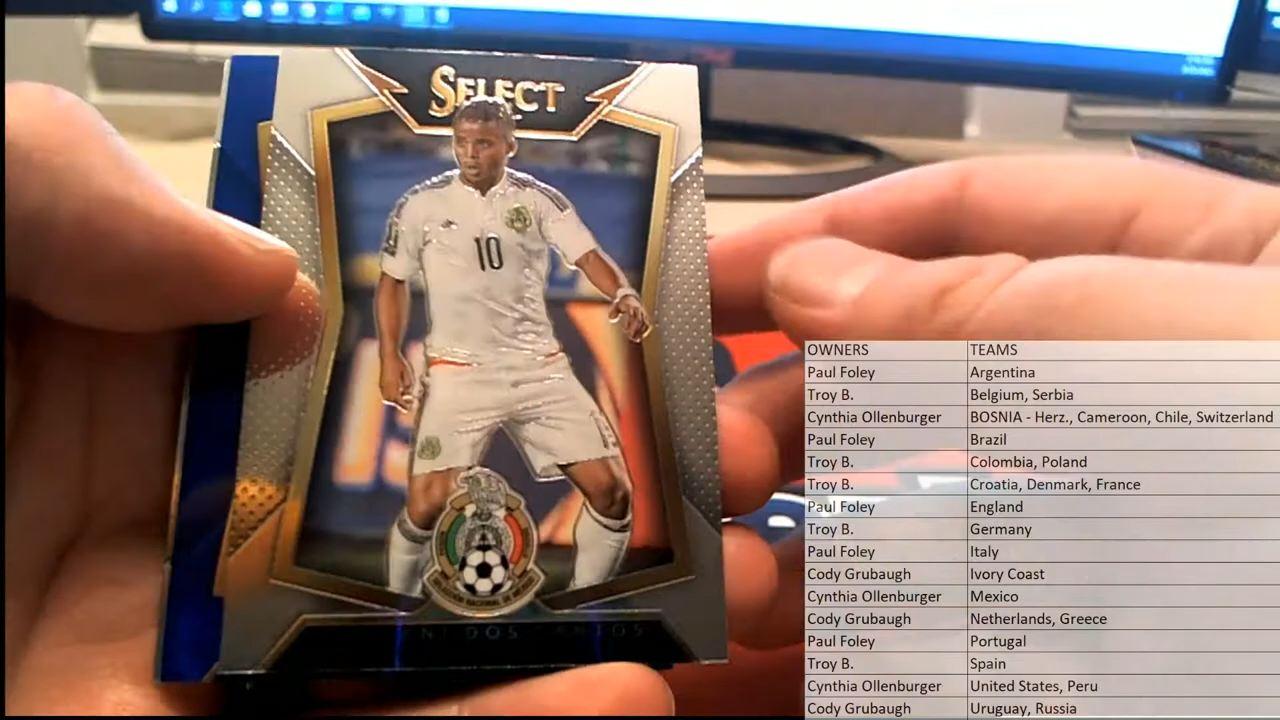 SELECT
10
DOS
OWNERS TEAMS
Paul Foley Argentina
Troy B. Belgium, Serbia
Cynthia Ollenburger BOSNIA - Herz., Cameroon, Chile, Switzerland
Paul Foley Brazil
Troy B. Colombia, Poland
Troy B. Croatia, Denmark, France
Paul Foley England
Troy B. Germany
Paul Foley Italy
Cody Grubaugh Ivory Coast
Cynthia Ollenburger Mexico
Cody Grubaugh Netherlands, Greece
Paul Foley Portugal
Troy B. Spain
Cynthia Ollenburger United States, Peru
Cody Grubaugh Uruguay, Russia